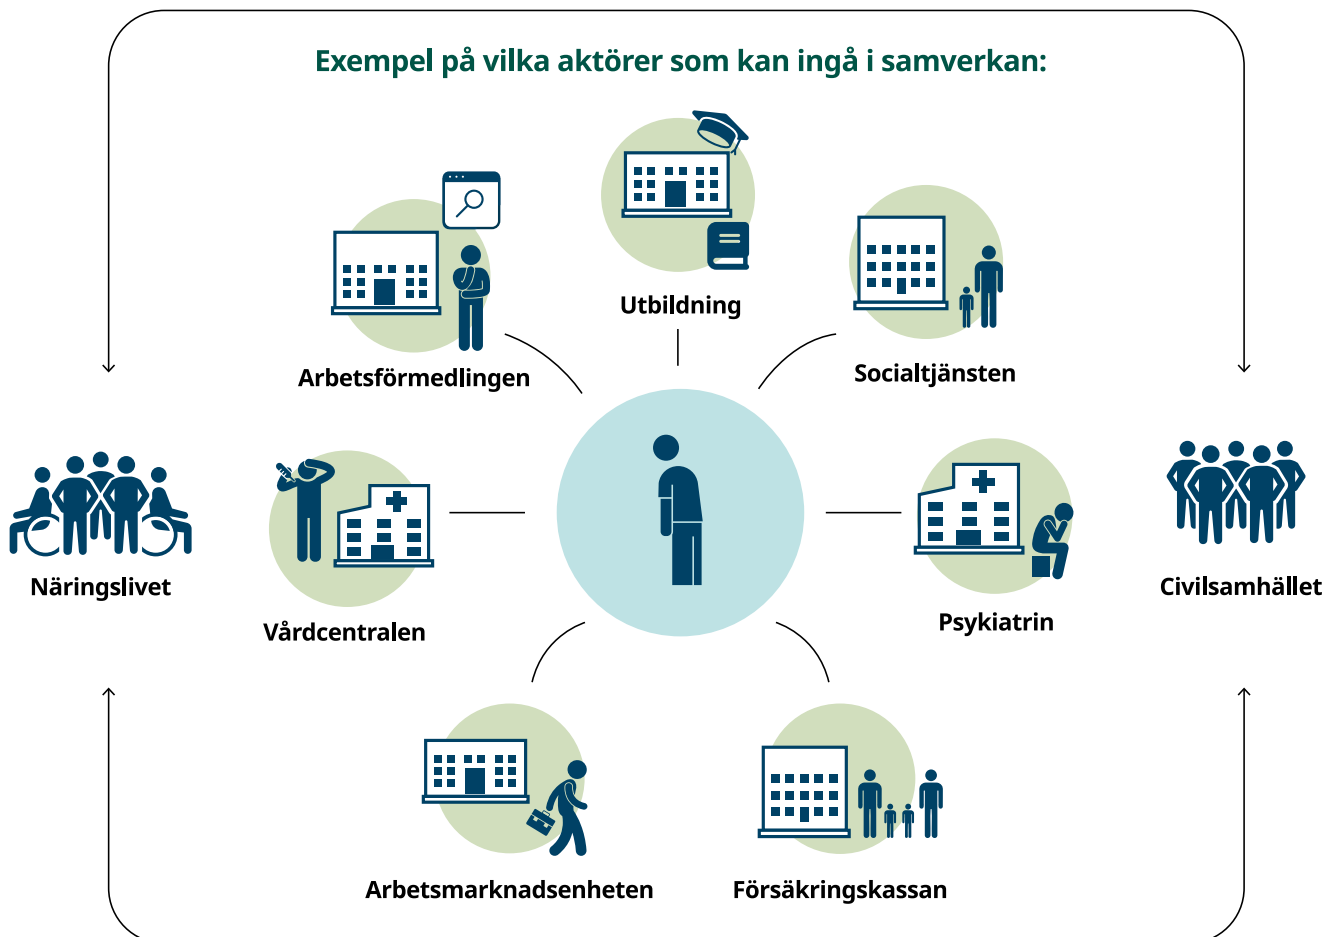 Exempel på vilka aktörer som kan ingå i samverkan:
Utbildning
Arbetsförmedlingen
Socialtjänsten
Näringslivet
Vårdcentralen
Psykiatrin
Civilsamhället
Arbetsmarknadsenheten
Försäkringskassan